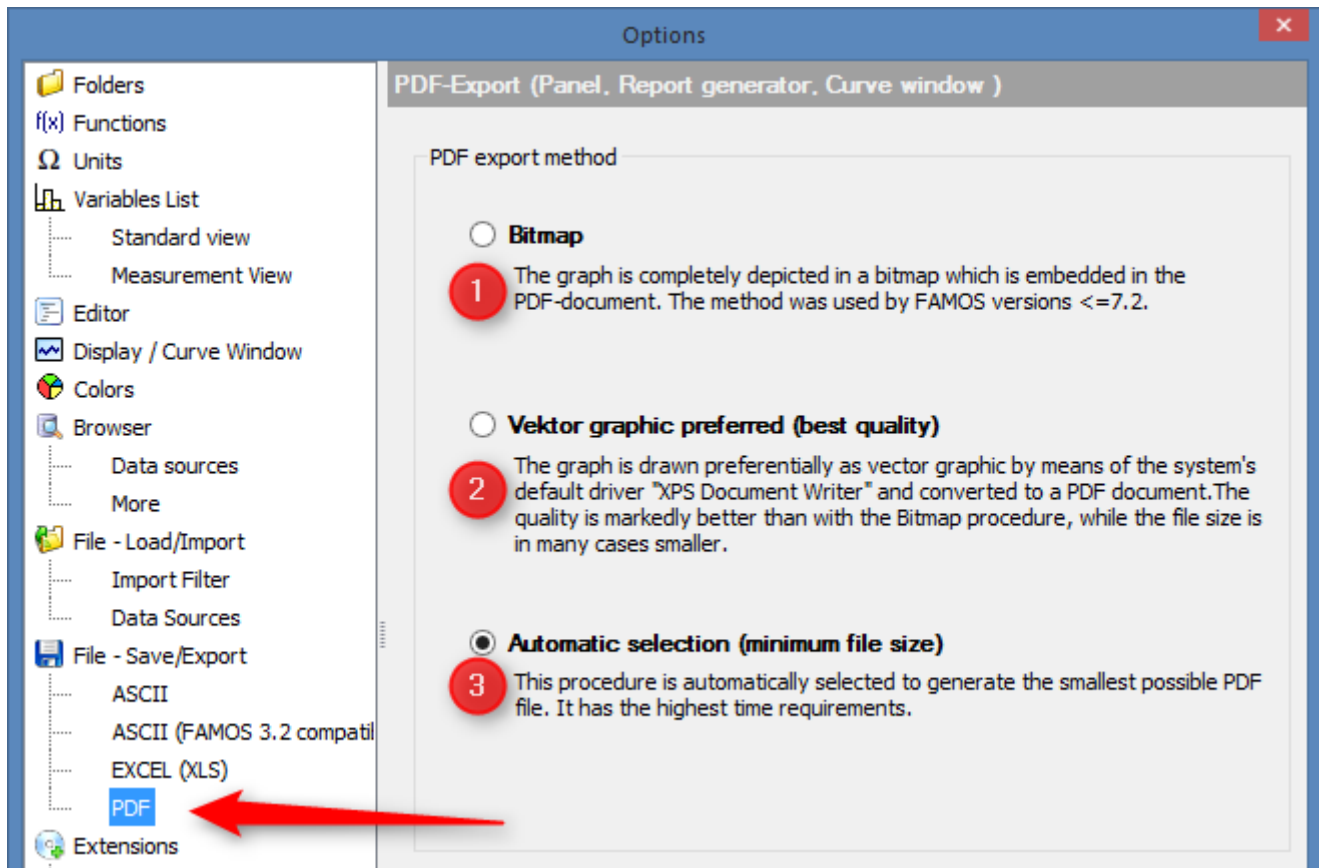 Options
Folders
f(x) Functions
Ω Units
Variables List
Standard view
Measurement View
Editor
Display / Curve Window
Colors
Browser
Data sources
More
File - Load/Import
Import Filter
Data Sources
File - Save/Export
ASCII
ASCII (FAMOS 3.2 compatil
EXCEL (XLS)
PDF
Extensions
PDF-Export (Panel, Report generator, Curve window )
PDF export method
Bitmap
1
The graph is completely depicted in a bitmap which is embedded in the
PDF-document. The method was used by FAMOS versions <=7.2.
Vektor graphic preferred (best quality)
2
The graph is drawn preferentially as vector graphic by means of the system's
default driver "XPS Document Writer" and converted to a PDF document.The
quality is markedly better than with the Bitmap procedure, while the file size is
in many cases smaller.
Automatic selection (minimum file size)
3
This procedure is automatically selected to generate the smallest possible PDF
file. It has the highest time requirements.